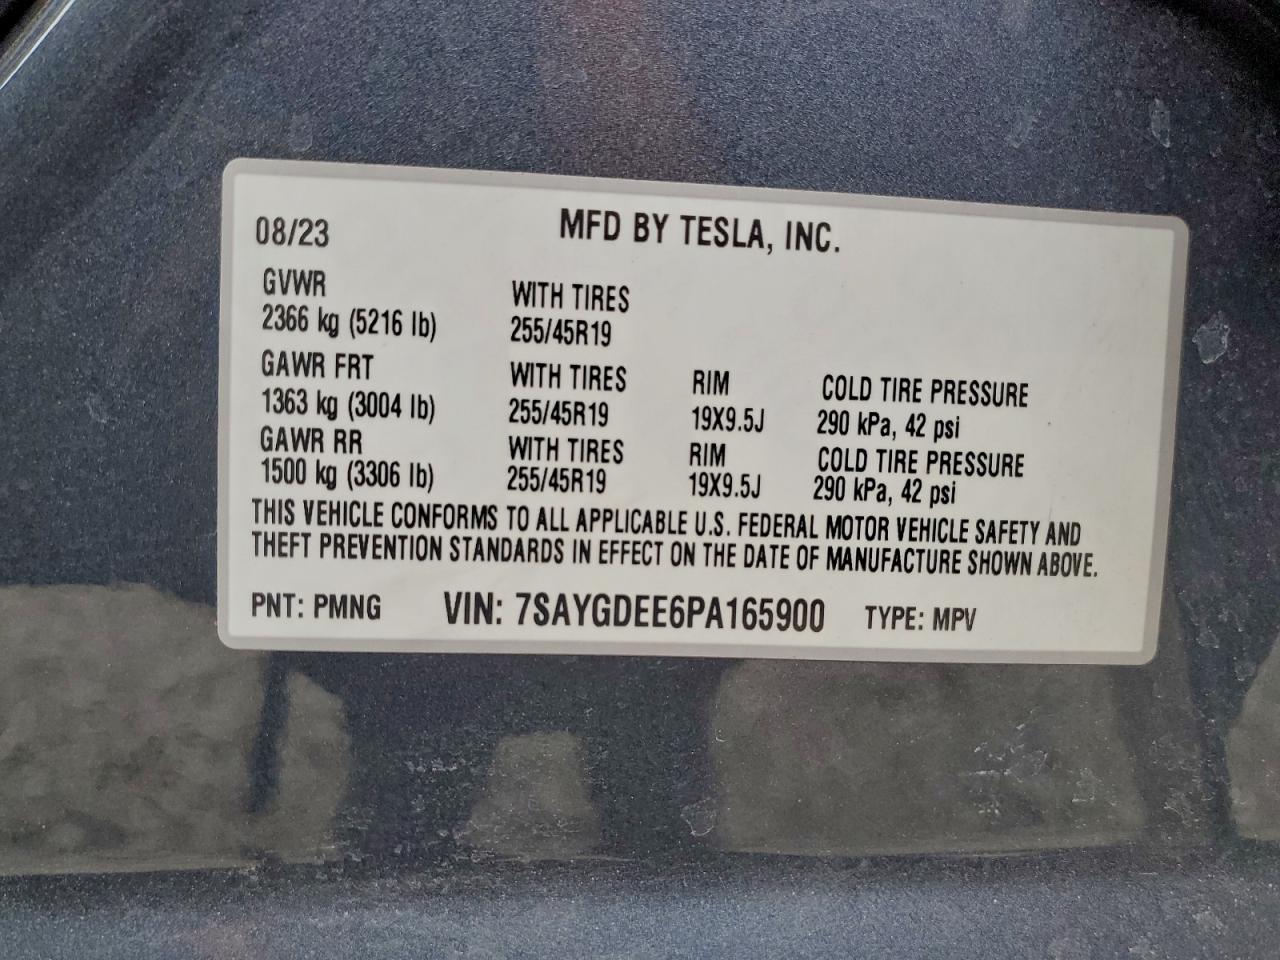 08/23 MFD BY TESLA, INC.
GVWR WITH TIRES
2366 kg (5216 lb) 255/45R19
GAWR FRT WITH TIRES RIM COLD TIRE PRESSURE
1363 kg (3004 lb) 255/45R19 19X9.5J 290 kPa, 42 psi
GAWR RR WITH TIRES RIM COLD TIRE PRESSURE
1500 kg (3306 lb) 255/45R19 19X9.5J 290 kPa, 42 psi
THIS VEHICLE CONFORMS TO ALL APPLICABLE U.S. FEDERAL MOTOR VEHICLE SAFETY AND
THEFT PREVENTION STANDARDS IN EFFECT ON THE DATE OF MANUFACTURE SHOWN ABOVE.
PNT: PMNG VIN: 7SAYGDEE6PA165900 TYPE: MPV